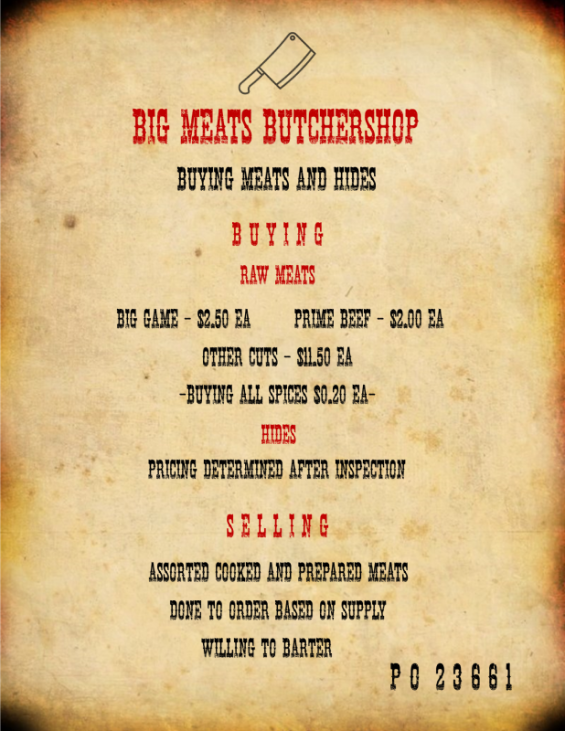 BIG MEATS BUTCHERSHOP
BUYING MEATS AND HIDES
BUYING
RAW MEATS
BIG GAME - $2.50 EA PRIME BEEF - $2.00 EA
OTHER CUTS - $11.50 EA
-BUYING ALL SPICES $0.20 EA-
HIDES
PRICING DETERMINED AFTER INSPECTION
SELLING
ASSORTED COOKED AND PREPARED MEATS
DONE TO ORDER BASED ON SUPPLY
WILLING TO BARTER
PO 23661